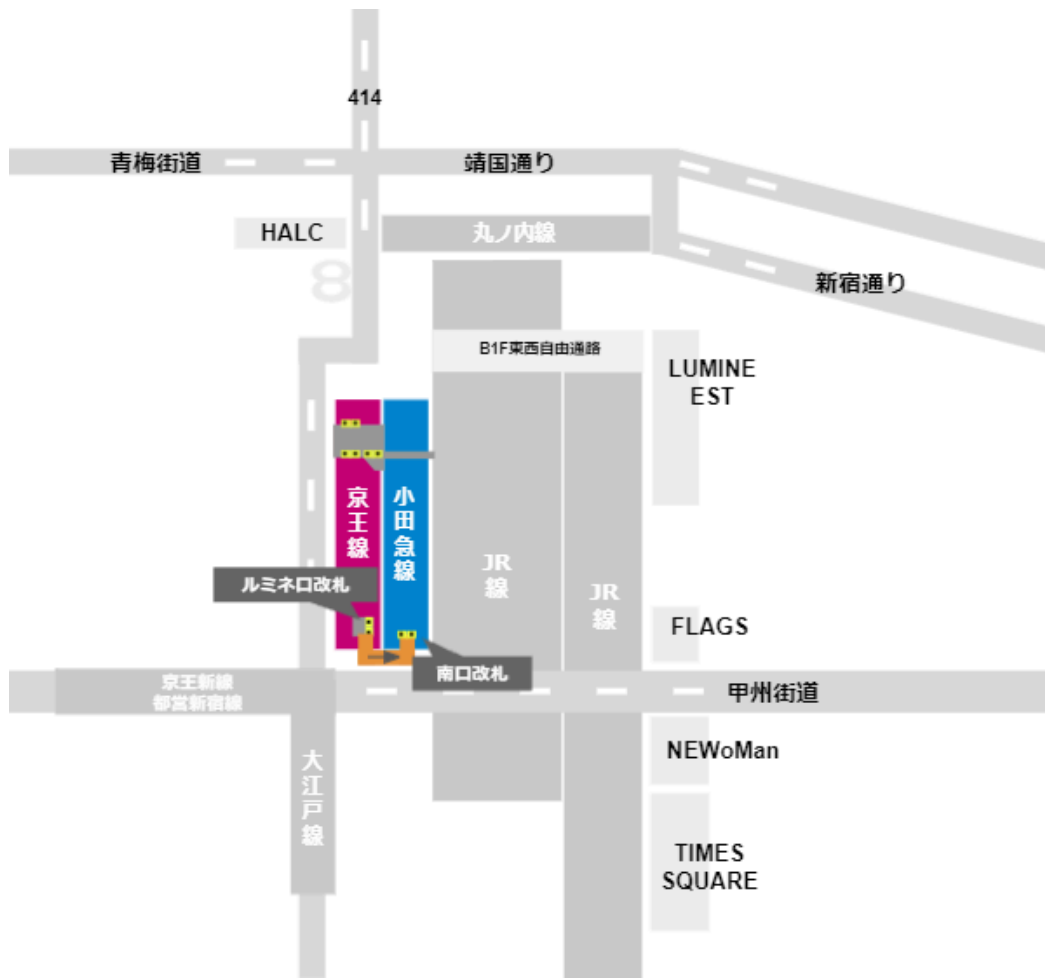 414
青梅街道
靖国通り
HALC
丸ノ内線
8
新宿通り
B1F東西自由通路
LUMINE
EST
京王線
小田急線
JR
線
JR
線
ルミネ口改札
FLAGS
南口改札
京王新線
都営新宿線
甲州街道
大江戸線
NEWoMan
TIMES
SQUARE